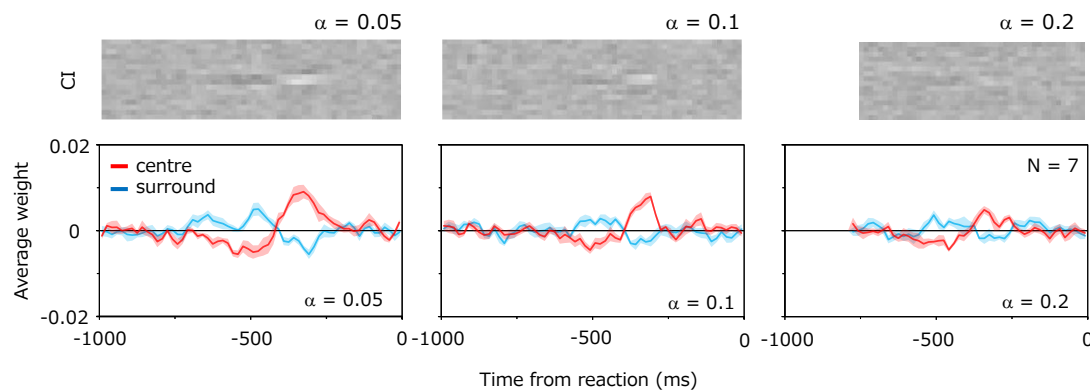 α = 0.05
α = 0.1
α = 0.2
CI
0.02
0
-0.02
Average weight
centre
surround
α = 0.05
α = 0.1
N = 7
α = 0.2
-1000
-500
0
-1000
-500
0
-1000
-500
0
Time from reaction (ms)